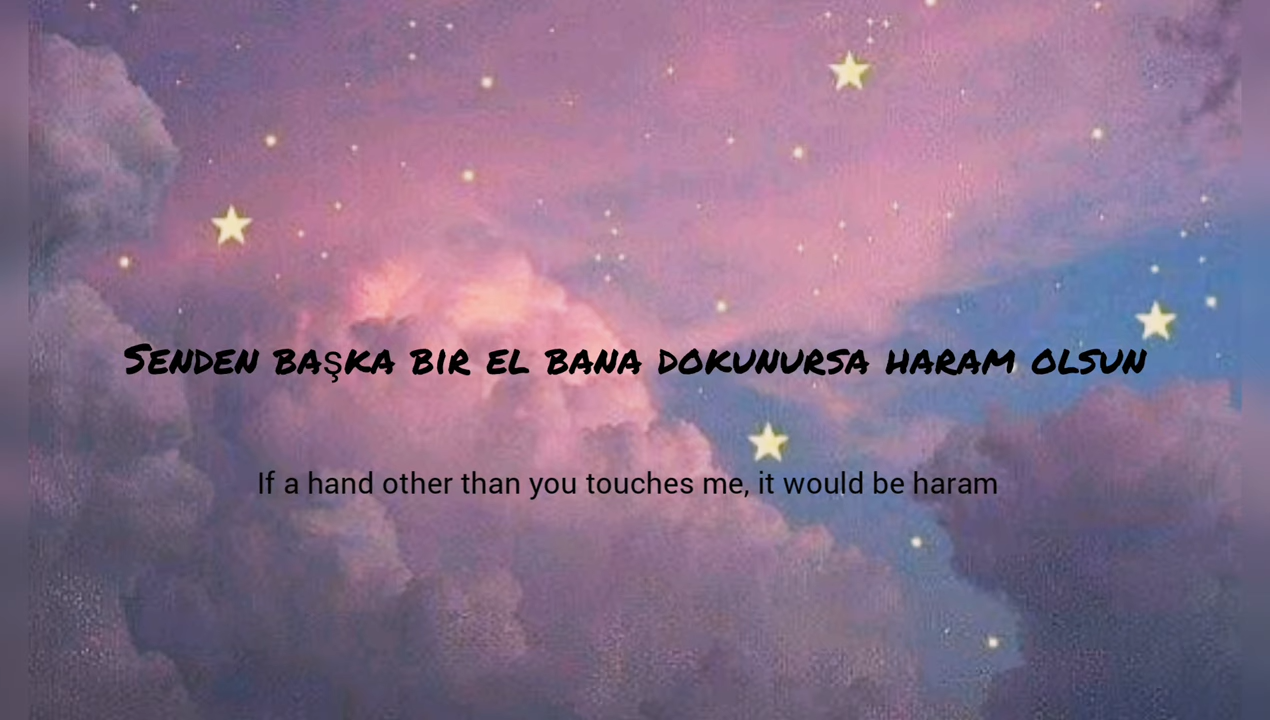 Senden başka bir el bana dokunursa haram olsun
If a hand other than you touches me, it would be haram